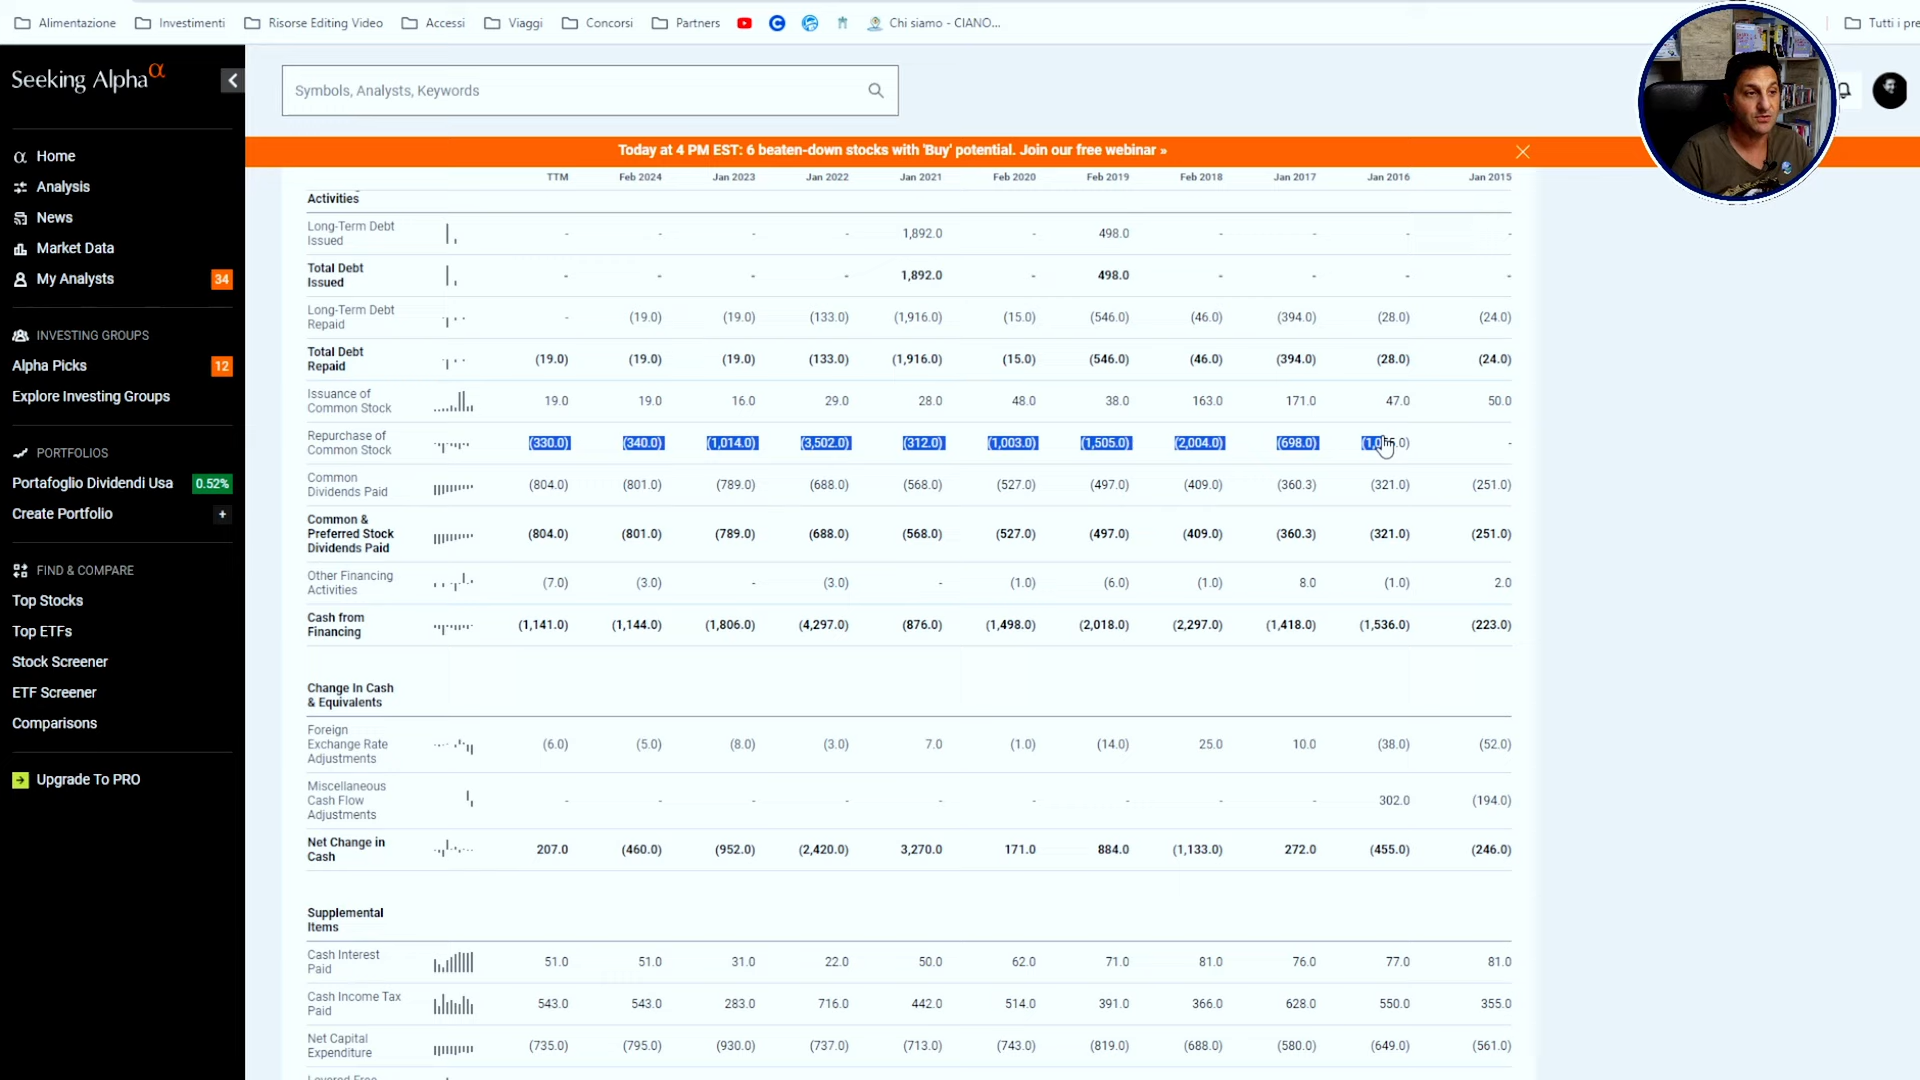 Alimentazione Investimenti Risorse Editing Video Accessi Viaggi Concorsi Partners Chi siamo - CIANO... Tutti i pre
Seeking Alpha α
Symbols, Analysts, Keywords
Today at 4 PM EST: 6 beaten-down stocks with 'Buy' potential. Join our free webinar »
Home
Analysis
News
Market Data
My Analysts 34
INVESTING GROUPS
Alpha Picks 12
Explore Investing Groups
PORTFOLIOS
Portafoglio Dividendi Usa 0.52%
Create Portfolio +
FIND & COMPARE
Top Stocks
Top ETFs
Stock Screener
ETF Screener
Comparisons
Upgrade To PRO
TTM Feb 2024 Jan 2023 Jan 2022 Jan 2021 Feb 2020 Feb 2019 Feb 2018 Jan 2017 Jan 2016 Jan 2015
Activities
Long-Term Debt
Issued - - - - 1,892.0 - 498.0 - - - -
Total Debt
Issued - - - - 1,892.0 - 498.0 - - - -
Long-Term Debt
Repaid - (19.0) (19.0) (133.0) (1,916.0) (15.0) (546.0) (46.0) (394.0) (28.0) (24.0)
Total Debt
Repaid (19.0) (19.0) (19.0) (133.0) (1,916.0) (15.0) (546.0) (46.0) (394.0) (28.0) (24.0)
Issuance of
Common Stock 19.0 19.0 16.0 29.0 28.0 48.0 38.0 163.0 171.0 47.0 50.0
Repurchase of
Common Stock (330.0) (340.0) (1,014.0) (3,502.0) (312.0) (1,003.0) (1,505.0) (2,004.0) (698.0) -
Common
Dividends Paid (804.0) (801.0) (789.0) (688.0) (568.0) (527.0) (497.0) (409.0) (360.3) (321.0) (251.0)
Common &
Preferred Stock
Dividends Paid (804.0) (801.0) (789.0) (688.0) (568.0) (527.0) (497.0) (409.0) (360.3) (321.0) (251.0)
Other Financing
Activities (7.0) (3.0) - (3.0) - (1.0) (6.0) (1.0) 8.0 (1.0) 2.0
Cash from
Financing (1,141.0) (1,144.0) (1,806.0) (4,297.0) (876.0) (1,498.0) (2,018.0) (2,297.0) (1,418.0) (1,536.0) (223.0)
Change In Cash
& Equivalents
Foreign
Exchange Rate
Adjustments (6.0) (5.0) (8.0) (3.0) 7.0 (1.0) (14.0) 25.0 10.0 (38.0) (52.0)
Miscellaneous
Cash Flow
Adjustments - - - - - - - - - 302.0 (194.0)
Net Change in
Cash 207.0 (460.0) (952.0) (2,420.0) 3,270.0 171.0 884.0 (1,133.0) 272.0 (455.0) (246.0)
Supplemental
Items
Cash Interest
Paid 51.0 51.0 31.0 22.0 50.0 62.0 71.0 81.0 76.0 77.0 81.0
Cash Income Tax
Paid 543.0 543.0 283.0 716.0 442.0 514.0 391.0 366.0 628.0 550.0 355.0
Net Capital
Expenditure (735.0) (795.0) (930.0) (737.0) (713.0) (743.0) (819.0) (688.0) (580.0) (649.0) (561.0)